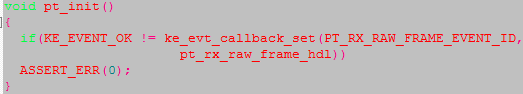 void pt_init()
{
  if(KE_EVENT_OK != ke_evt_callback_set(PT_RX_RAW_FRAME_EVENT_ID,
                        pt_rx_raw_frame_hdl))
  ASSERT_ERR(0);
}